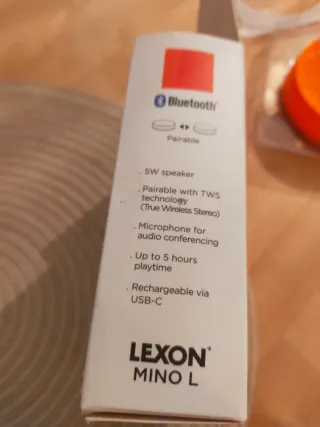 Bluetooth®
Pairable
. 5W speaker
. Pairable with TWS
technology
(True Wireless Stereo)
. Microphone for
audio conferencing
. Up to 5 hours
playtime
. Rechargeable via
USB-C
LEXON®
MINO L